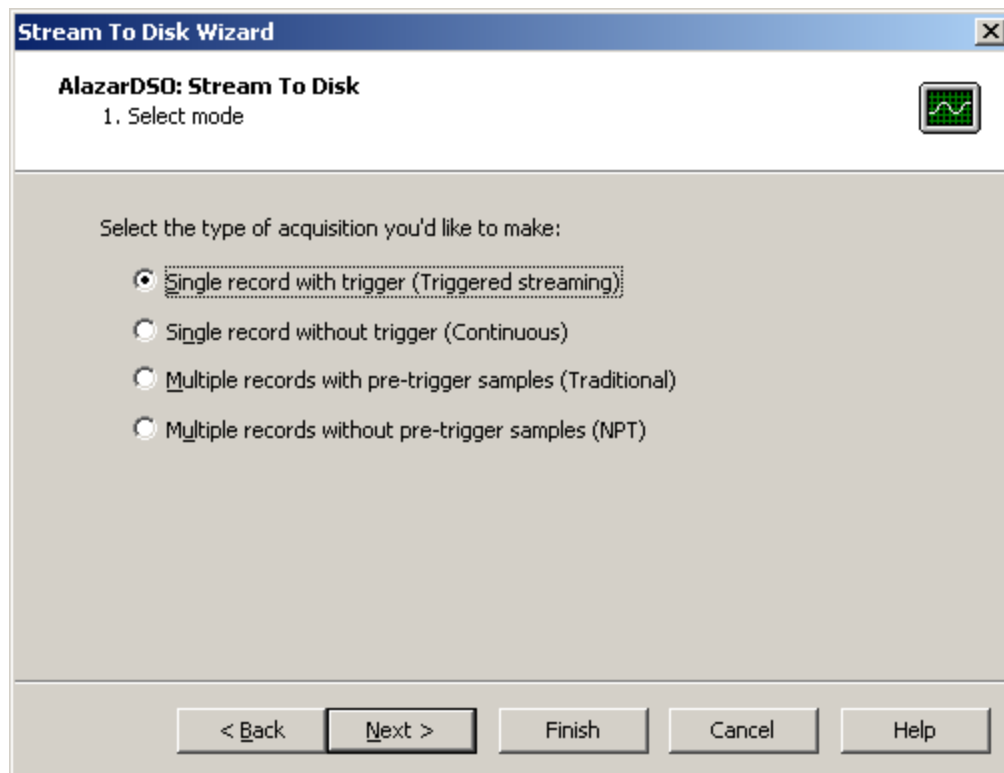 Stream To Disk Wizard
AlazarDSO: Stream To Disk
1. Select mode
Select the type of acquisition you'd like to make:
Single record with trigger (Triggered streaming)
Single record without trigger (Continuous)
Multiple records with pre-trigger samples (Traditional)
Multiple records without pre-trigger samples (NPT)
< Back Next > Finish Cancel Help